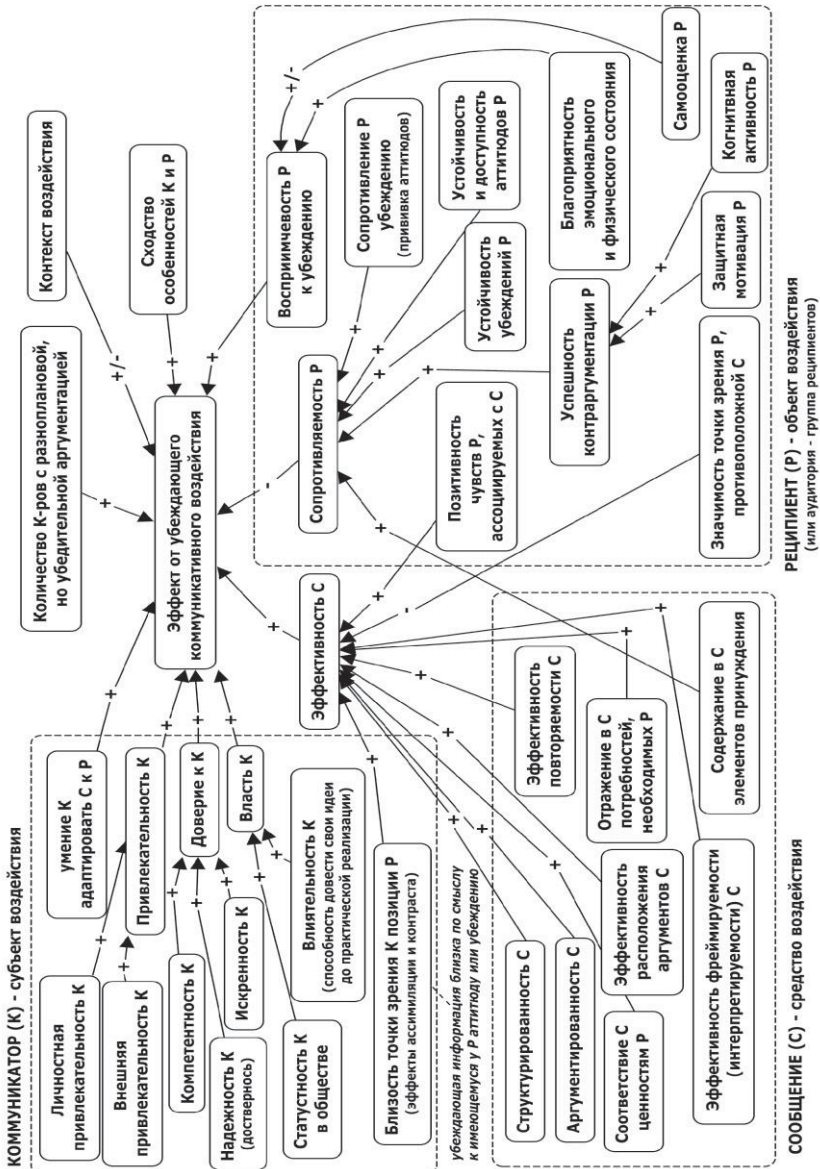 КОММУНИКАТОР (К) - субъект воздействия
Личностная
привлекательность К
Внешняя
привлекательность К
Компетентность К
Надежность К
(доствернось)
Искренность К
Статустность К
в обществе
умение К
адаптировать С к Р
Привлекательность К
Доверие к К
Власть К
Влиятельность К
(способность довести свои идеи
до практической реализации)
Близость точки зрения К позиции Р
(эффекты ассимиляции и контраста)
убеждающая информация близка по смыслу
к имеющемуся у Р аттитюду или убеждению
Количество К-ров с разноплановой,
но убедительной аргументацией
Контекст воздействия
Сходство
особенностей К и Р
Эффект от убеждающего
коммуникативного воздействия
Эффективность С
СООБЩЕНИЕ (С) - средство воздействия
Структурированность С
Аргументированность С
Соответствие С
ценностям Р
Эффективность
расположения
аргументов С
Эффективность фреймируемости
(интерпретируемости) С
Эффективность
повторяемости С
Отражение в С
потребностей,
необходимых Р
Содержание в С
элементов принуждения
РЕЦИПИЕНТ (Р) - объект воздействия
(или аудитория - группа реципиентов)
Восприимчевость Р
к убеждению
Сопротивляемость Р
Сопротивление Р
убеждению
(прививка аттитюдов)
Устойчивость
и доступность
аттитюдов Р
Устойчивость
убеждений Р
Позитивность
чувств Р,
ассоциируемых с С
Успешность
контраргументации Р
Благоприятность
эмоционального
и физического состояния
Самооценка Р
Когнитвная
активность Р
Защитная
мотивация Р
Значимость точки зрения Р,
противоположной С
+
+
+
+
+
+
+
+
+
+
+
+
+
+/-
+
+
-
+
+
+
+
+
+
+
+
+
+
+
-
+
+
+
+
+
+
+
+
+/-